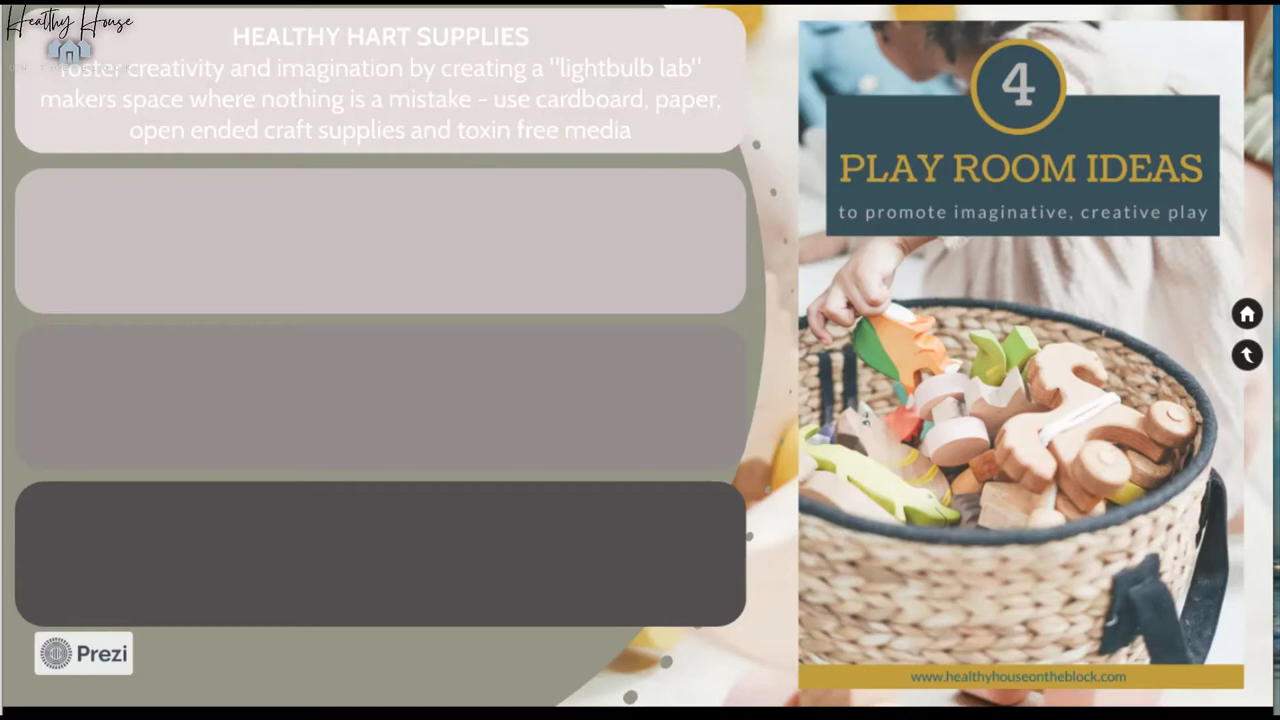 Healthy House
HEALTHY HART SUPPLIES
Foster creativity and imagination by creating a "lightbulb lab"
makers space where nothing is a mistake - use cardboard, paper,
open ended craft supplies and toxin free media
Prezi
4
PLAY ROOM IDEAS
to promote imaginative, creative play
www.healthyhouseontheblock.com